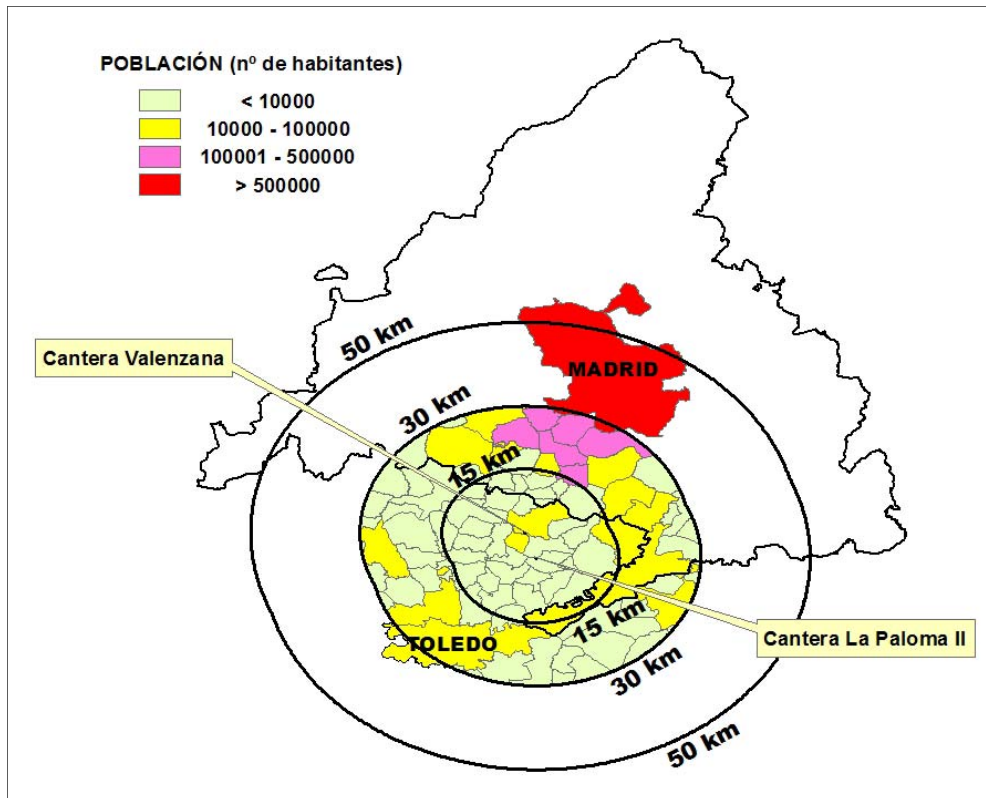 POBLACIÓN (nº de habitantes)
< 10000
10000 - 100000
100001 - 500000
> 500000
50 km
Cantera Valenzana
MADRID
30 km
15 km
TOLEDO
15 km
Cantera La Paloma II
30 km
50 km